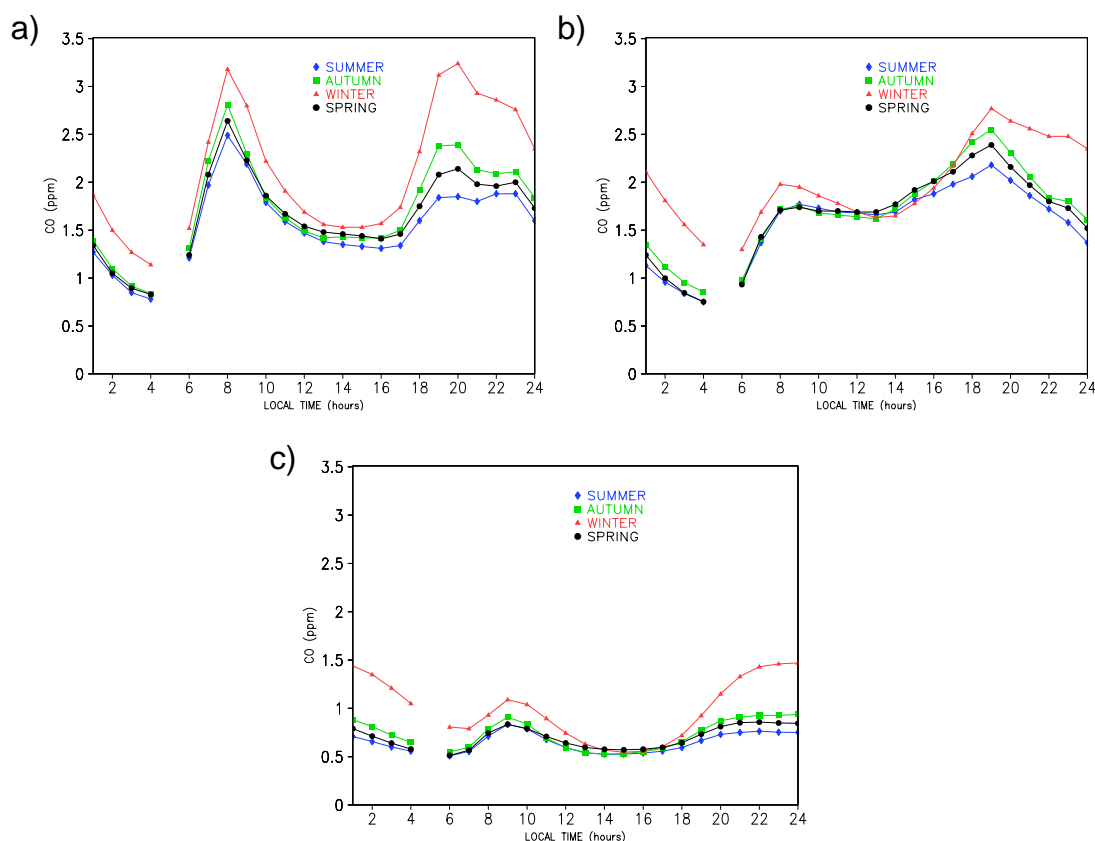 a)
3.5
3
2.5
2
1.5
1
0.5
0
CO (ppm)
SUMMER
AUTUMN
WINTER
SPRING
2 4 6 8 10 12 14 16 18 20 22 24
LOCAL TIME (hours)
b)
3.5
3
2.5
2
1.5
1
0.5
0
CO (ppm)
SUMMER
AUTUMN
WINTER
SPRING
2 4 6 8 10 12 14 16 18 20 22 24
LOCAL TIME (hours)
c)
3.5
3
2.5
2
1.5
1
0.5
0
CO (ppm)
SUMMER
AUTUMN
WINTER
SPRING
2 4 6 8 10 12 14 16 18 20 22 24
LOCAL TIME (hours)